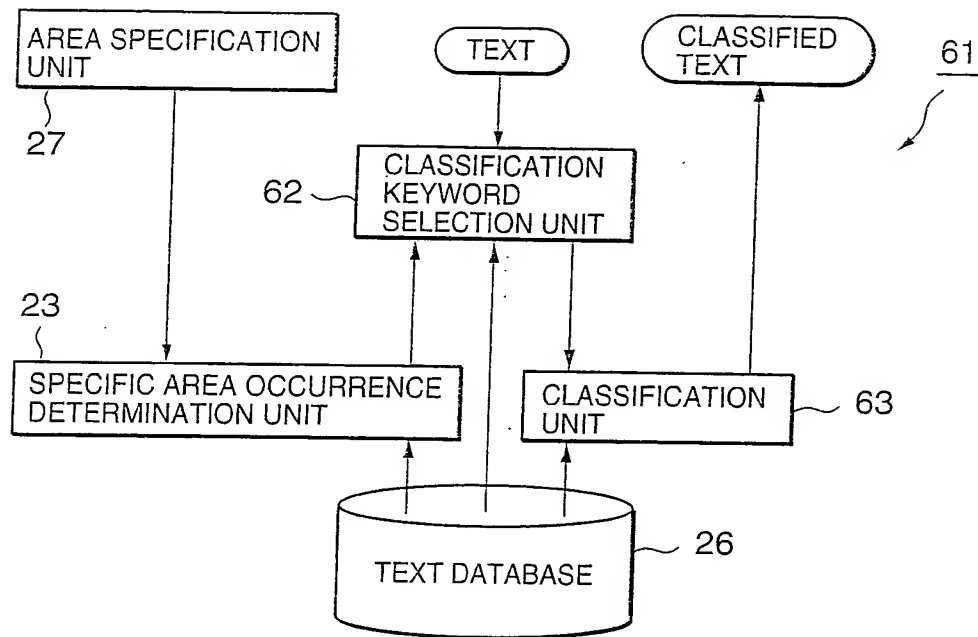 AREA SPECIFICATION
UNIT
27
TEXT
CLASSIFIED
TEXT
61
62
CLASSIFICATION
KEYWORD
SELECTION UNIT
23
SPECIFIC AREA OCCURRENCE
DETERMINATION UNIT
CLASSIFICATION
UNIT
63
TEXT DATABASE
26